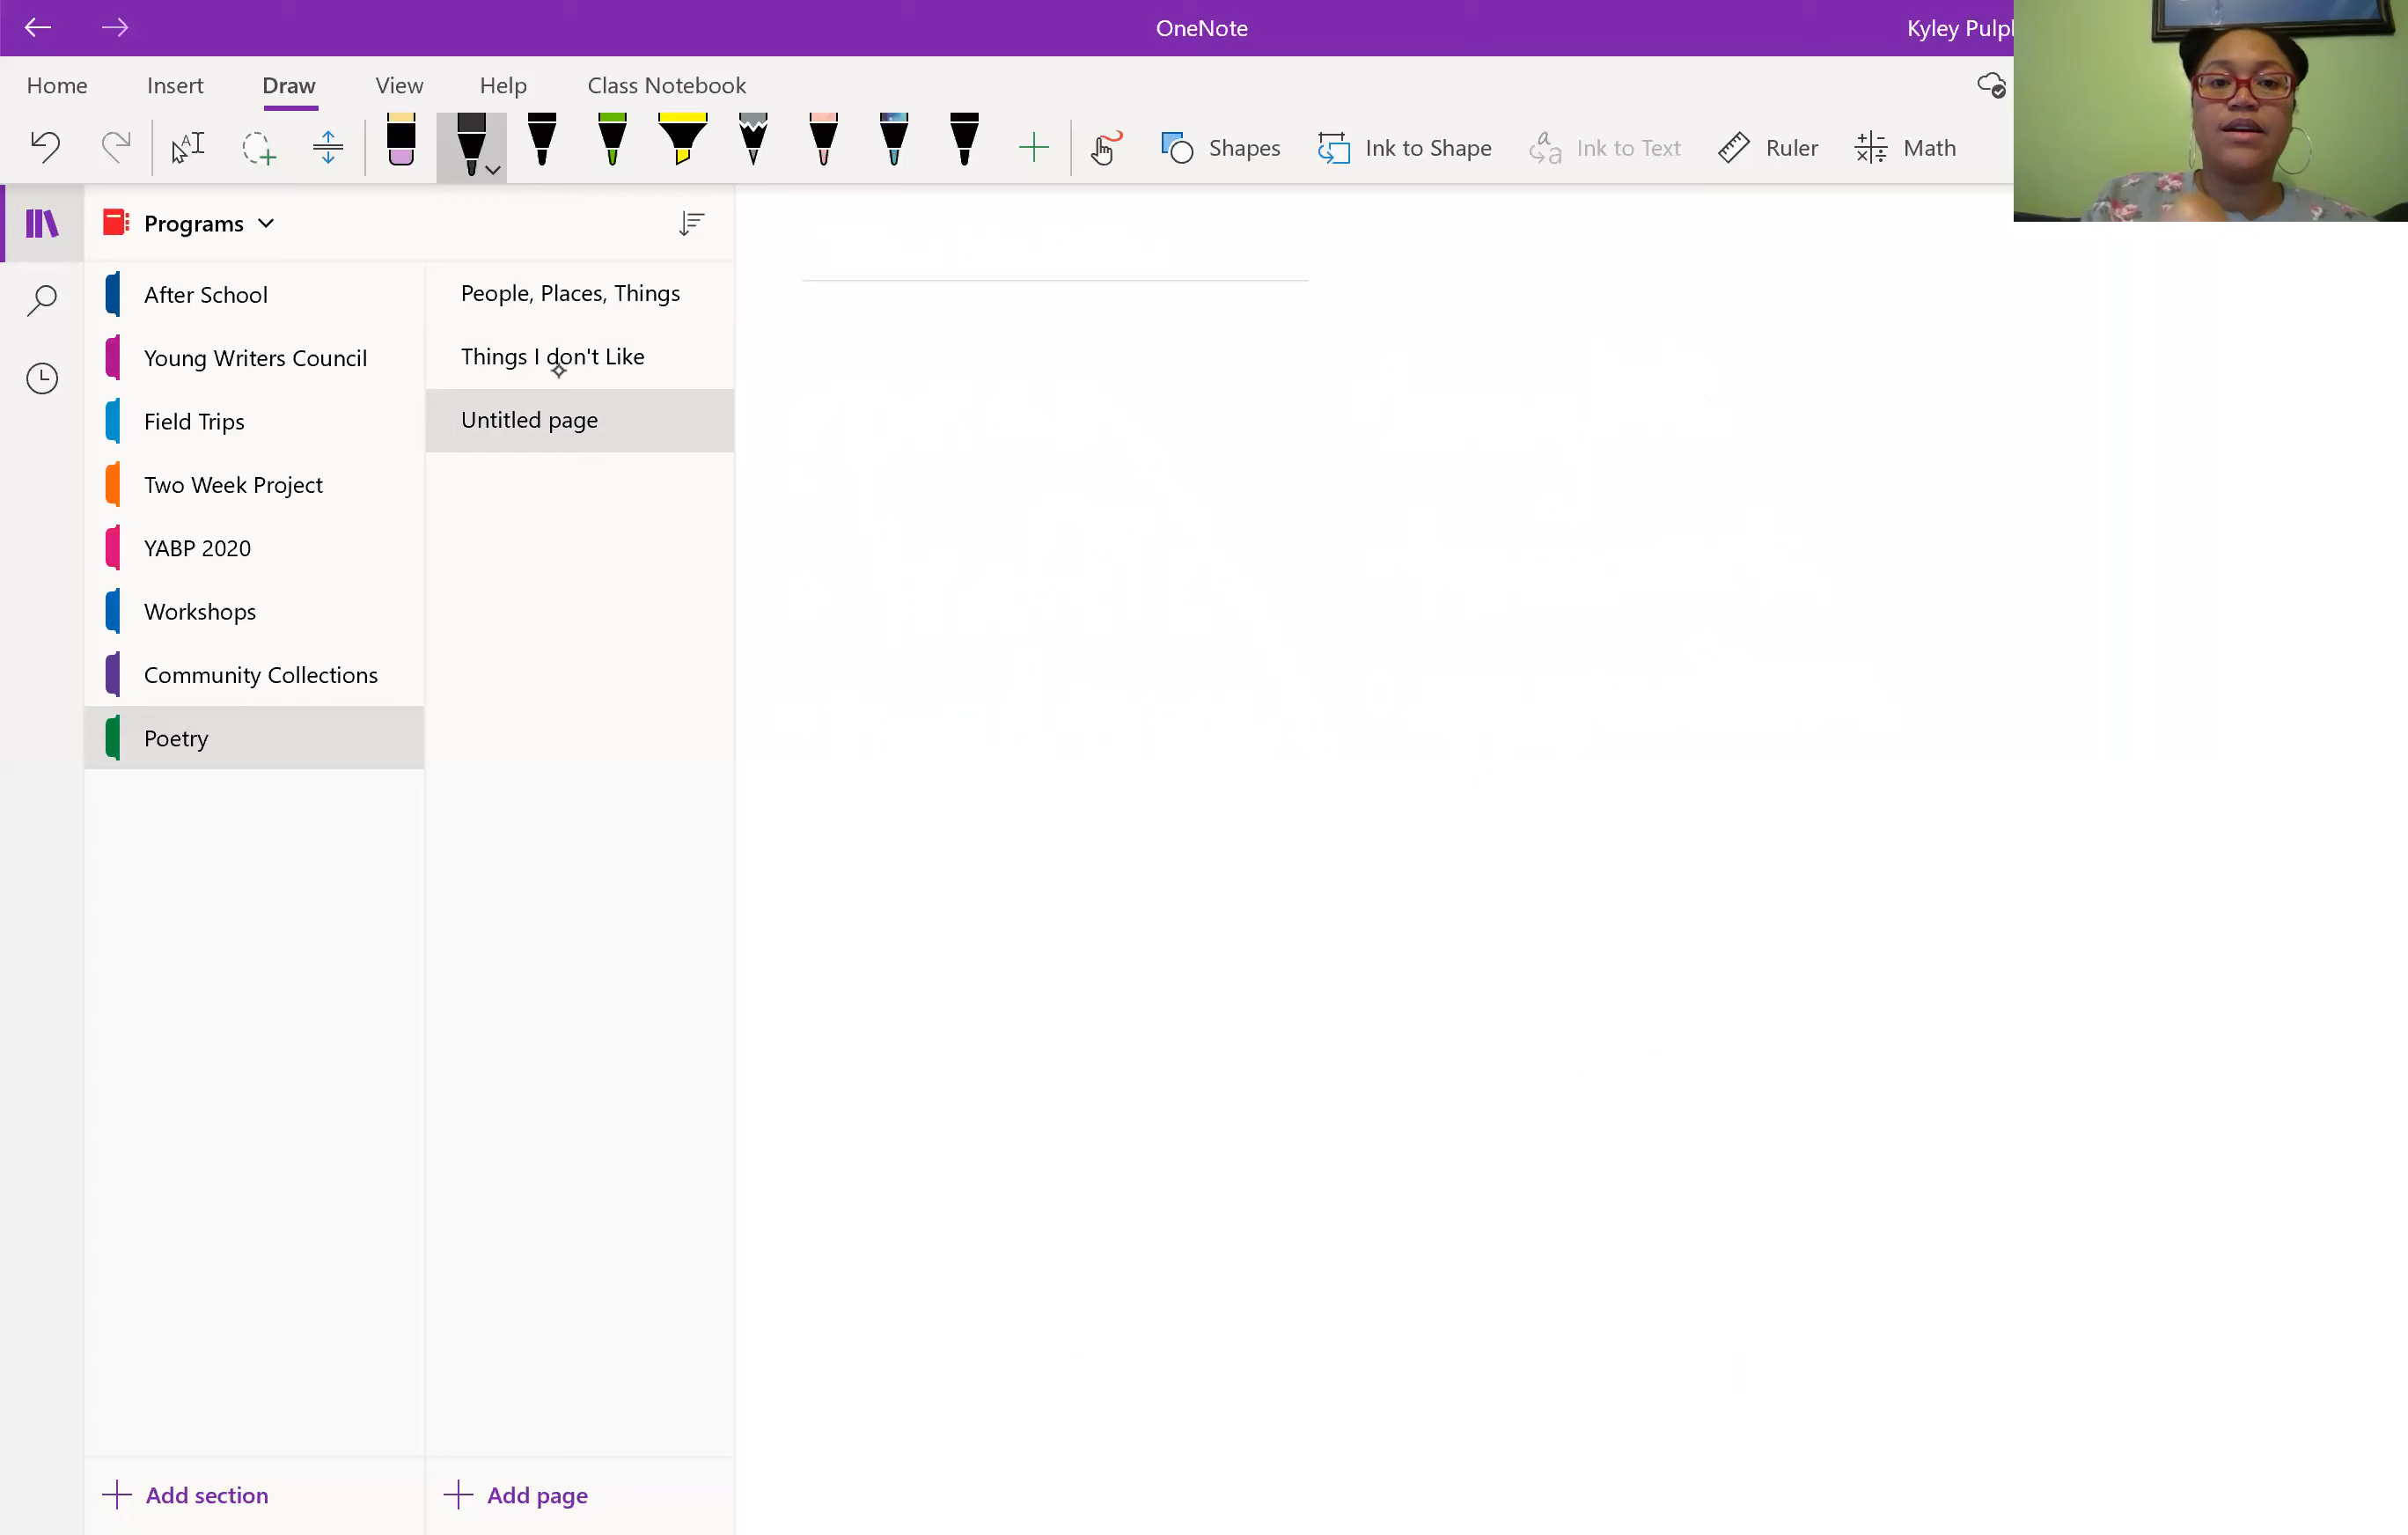 OneNote
Kyley Pulph
Home Insert Draw View Help Class Notebook
Shapes Ink to Shape Ink to Text Ruler Math
Programs
After School
Young Writers Council
Field Trips
Two Week Project
YABP 2020
Workshops
Community Collections
Poetry
People, Places, Things
Things I don't Like
Untitled page
Add section
Add page